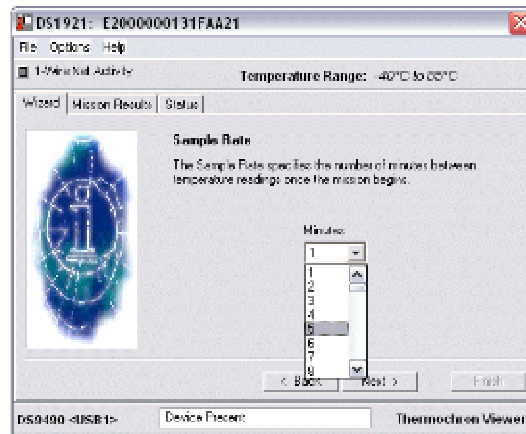 DS1921: E2000000131FAA21
File Options Help
1-Wire Net Activity
Temperature Range: -40°C to 85°C
Wizard Mission Results Status
Sample Rate
The Sample Rate specifies the number of minutes between
temperature readings once the mission begins.
Minutes:
1
1
2
3
4
5
6
7
8
< Back Next > Finish
DS9490 <USB1> Device Present Thermochron Viewer